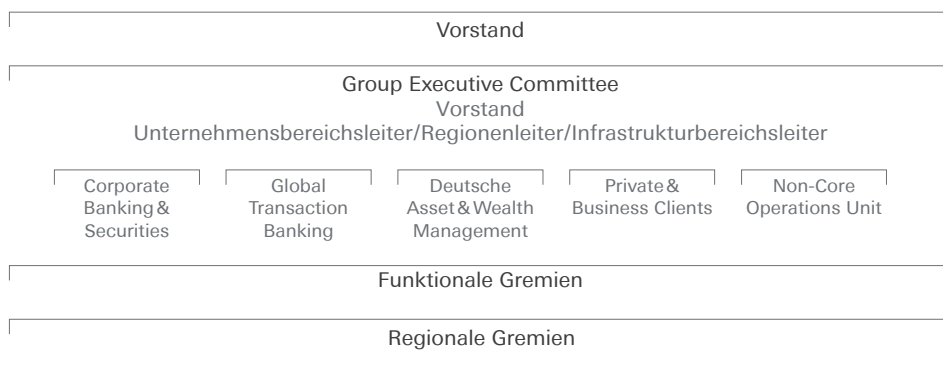 Vorstand
Group Executive Committee
Vorstand
Unternehmensbereichsleiter/Regionenleiter/Infrastrukturbereichsleiter
Corporate
Banking & 
Securities
Global
Transaction
Banking
Deutsche
Asset & Wealth
Management
Private &
Business Clients
Non-Core
Operations Unit
Funktionale Gremien
Regionale Gremien